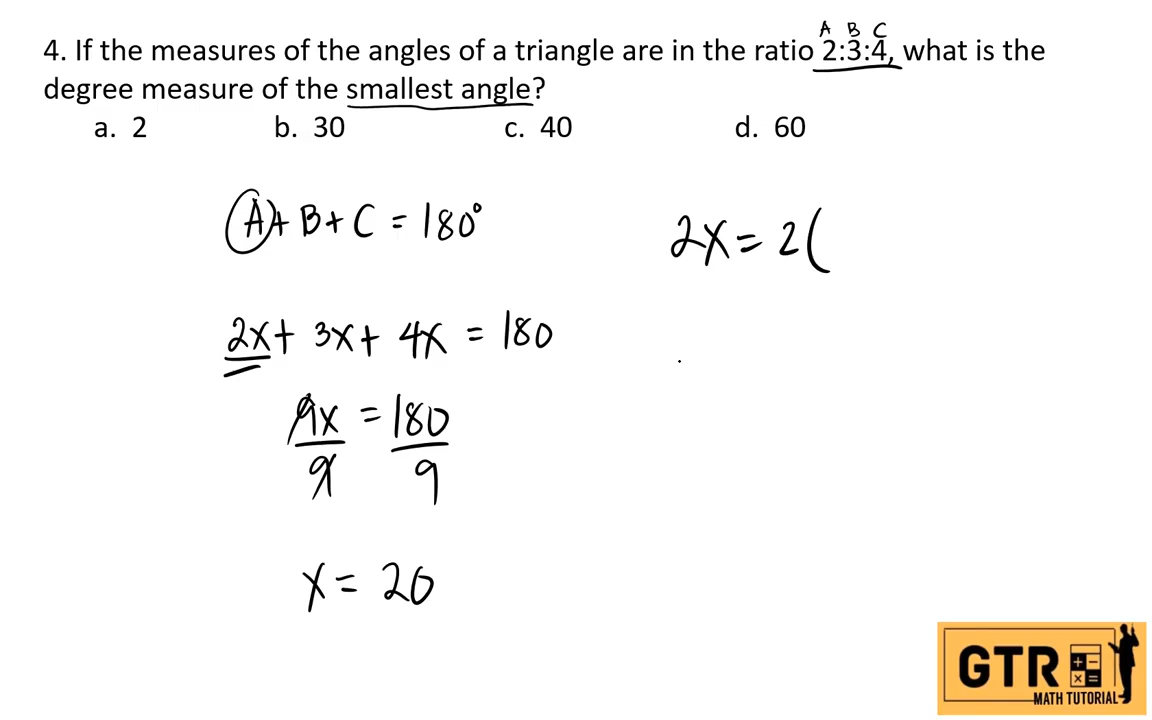 A B C
4. If the measures of the angles of a triangle are in the ratio 2:3:4, what is the
degree measure of the smallest angle?
a. 2 b. 30 c. 40 d. 60
A+ B+ C = 180°
2x+ 3x+ 4x = 180
9x = 180
9 9
x = 20
2x = 2(
GTR
MATH TUTORIAL